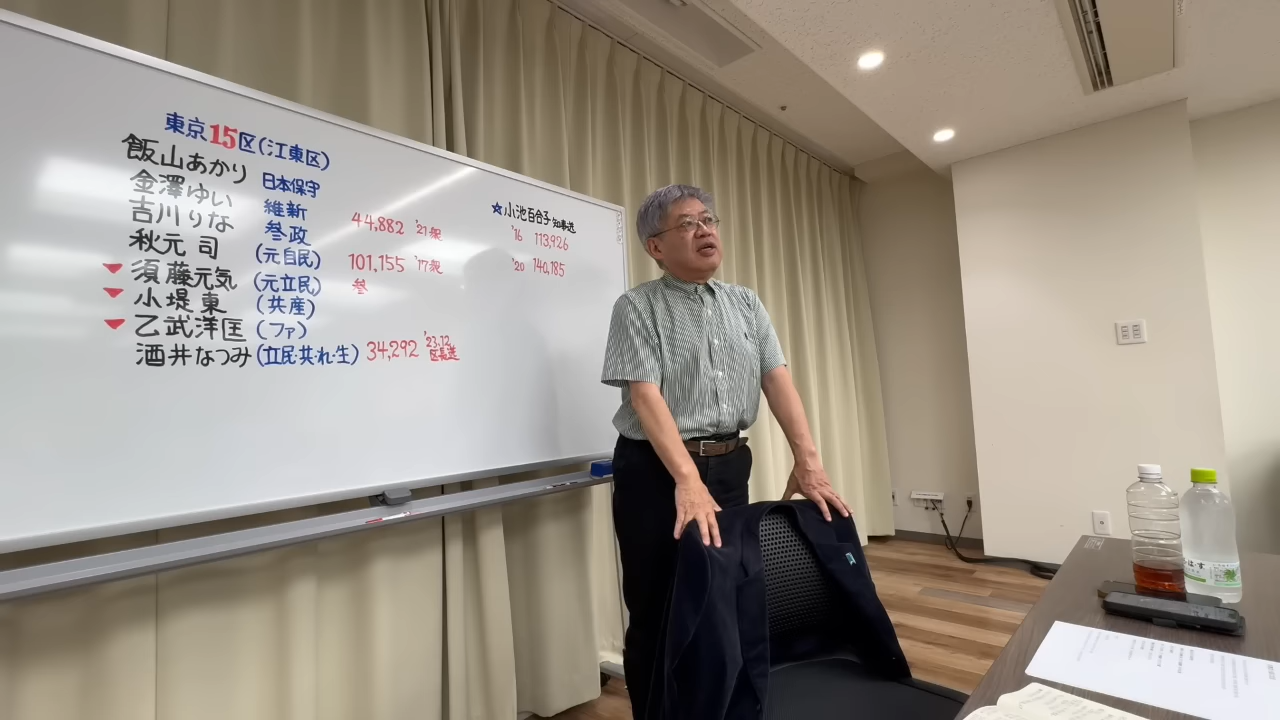 東京15区(江東区)
飯山あかり 日本保守
金澤ゆい 維新 44,882 '21衆
吉川りな 参政
秋元司 (元自民) 101,155 '17衆
須藤元気 (元立民) 参
小堤東 (共産)
乙武洋匡 (ファ)
酒井なつみ (立民・共・れ・生) 34,292 '23.12区長選
☆小池百合子 知事選
'16 113,926
'20 140,185